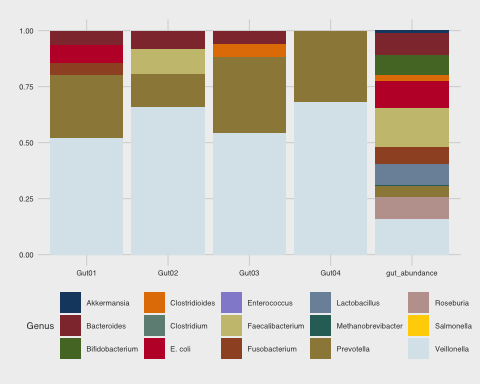 1.00
0.75
0.50
0.25
0.00
Gut01 Gut02 Gut03 Gut04 gut_abundance
Genus
Akkermansia Clostridioides Enterococcus Lactobacillus Roseburia
Bacteroides Clostridium Faecalibacterium Methanobrevibacter Salmonella
Bifidobacterium E. coli Fusobacterium Prevotella Veillonella